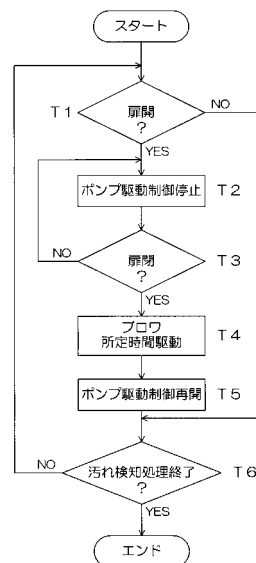 スタート
T1
扉開
?
NO
YES
ポンプ駆動制御停止
T2
扉閉
?
T3
NO
YES
ブロワ
所定時間駆動
T4
ポンプ駆動制御再開
T5
汚れ検知処理終了
?
T6
NO
YES
エンド